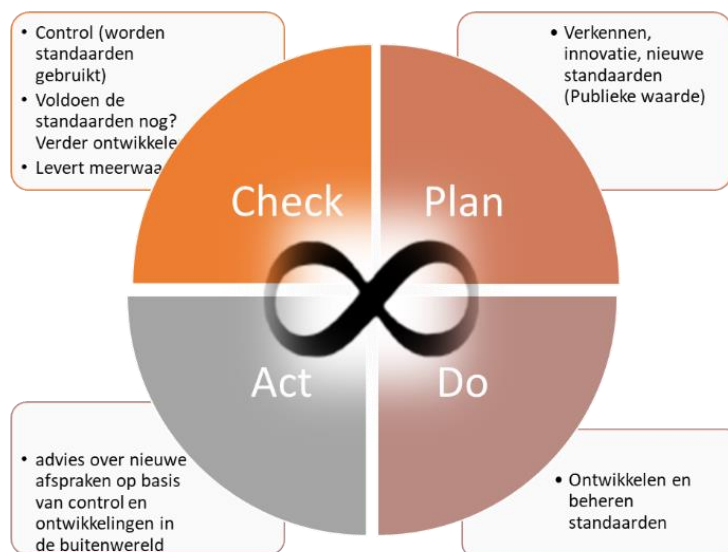 • Control (worden
standaarden
gebruikt)
• Voldoen de
standaarden nog?
Verder ontwikkele
• Levert meerwaa
• Verkennen,
innovatie, nieuwe
standaarden
(Publieke waarde)
Check
Plan
Act
Do
• advies over nieuwe
afspraken op basis
van control en
ontwikkelingen in
de buitenwereld
• Ontwikkelen en
beheren
standaarden